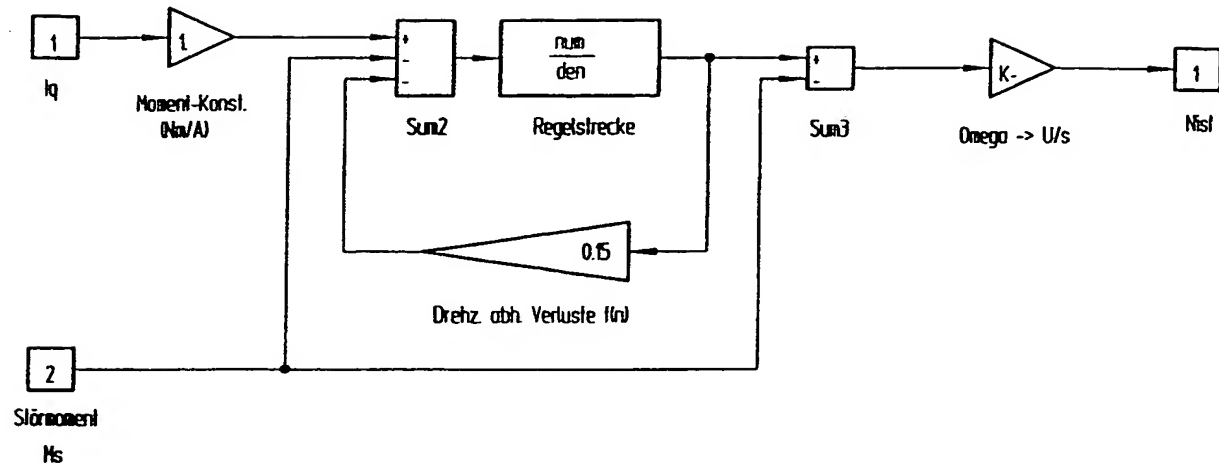 1
Iq
1.
Moment-Konst.
(Nm/A)
+
-
-
Sum2
num
den
Regelstrecke
0.15
Drehz. abh. Verluste f(n)
+
-
Sum3
K-
Omega -> U/s
1
Nist
2
Störmoment
Ms